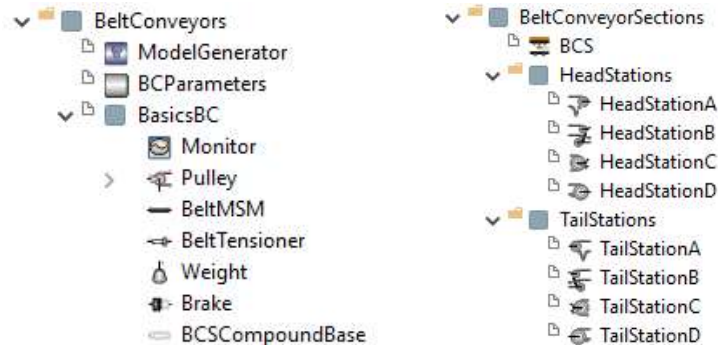 BeltConveyors
ModelGenerator
BCParameters
BasicsBC
Monitor
Pulley
BeltMSM
BeltTensioner
Weight
Brake
BCSCompoundBase
BeltConveyorSections
BCS
HeadStations
HeadStationA
HeadStationB
HeadStationC
HeadStationD
TailStations
TailStationA
TailStationB
TailStationC
TailStationD